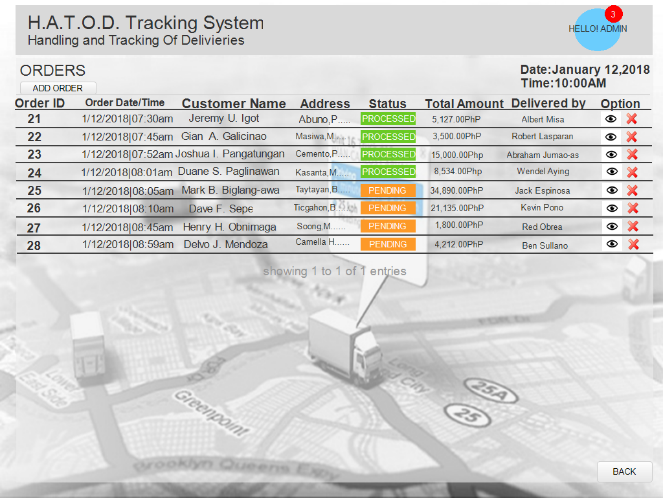 H.A.T.O.D. Tracking System
Handling and Tracking Of Delivieries
3
HELLO! ADMIN
ORDERS
Date:January 12,2018
Time:10:00AM
ADD ORDER
Order ID Order Date/Time Customer Name Address Status Total Amount Delivered by Option
21 1/12/2018|07:30am Jeremy U. Igot Abuno,P..... PROCESSED 5,127.00PhP Albert Misa
22 1/12/2018|07:45am Gian A. Galicinao Masiwa,M..... PROCESSED 3,500.00PhP Robert Lasparan
23 1/12/2018|07:52am Joshua I. Pangatungan Cemento,P..... PROCESSED 15,000.00Php Abraham Jumao-as
24 1/12/2018|08:01am Duane S. Paglinawan Kasanta,M..... PROCESSED 8,534.00Php Wendel Aying
25 1/12/2018|08:05am Mark B. Biglang-awa Taytayan,B..... PENDING 34,890.00PhP Jack Espinosa
26 1/12/2018|08:10am Dave F. Sepe Ticgahon,B..... PENDING 21,135.00PhP Kevin Pono
27 1/12/2018|08:45am Henry H. Obnimaga Soong,M..... PENDING 1,800.00PhP Red Obrea
28 1/12/2018|08:59am Delvo J. Mendoza Camella H...... PENDING 4,212.00PhP Ben Sullano
showing 1 to 1 of 1 entries
Long
City
25A
25
Greenpoint
Brooklyn Queens Expy
BACK